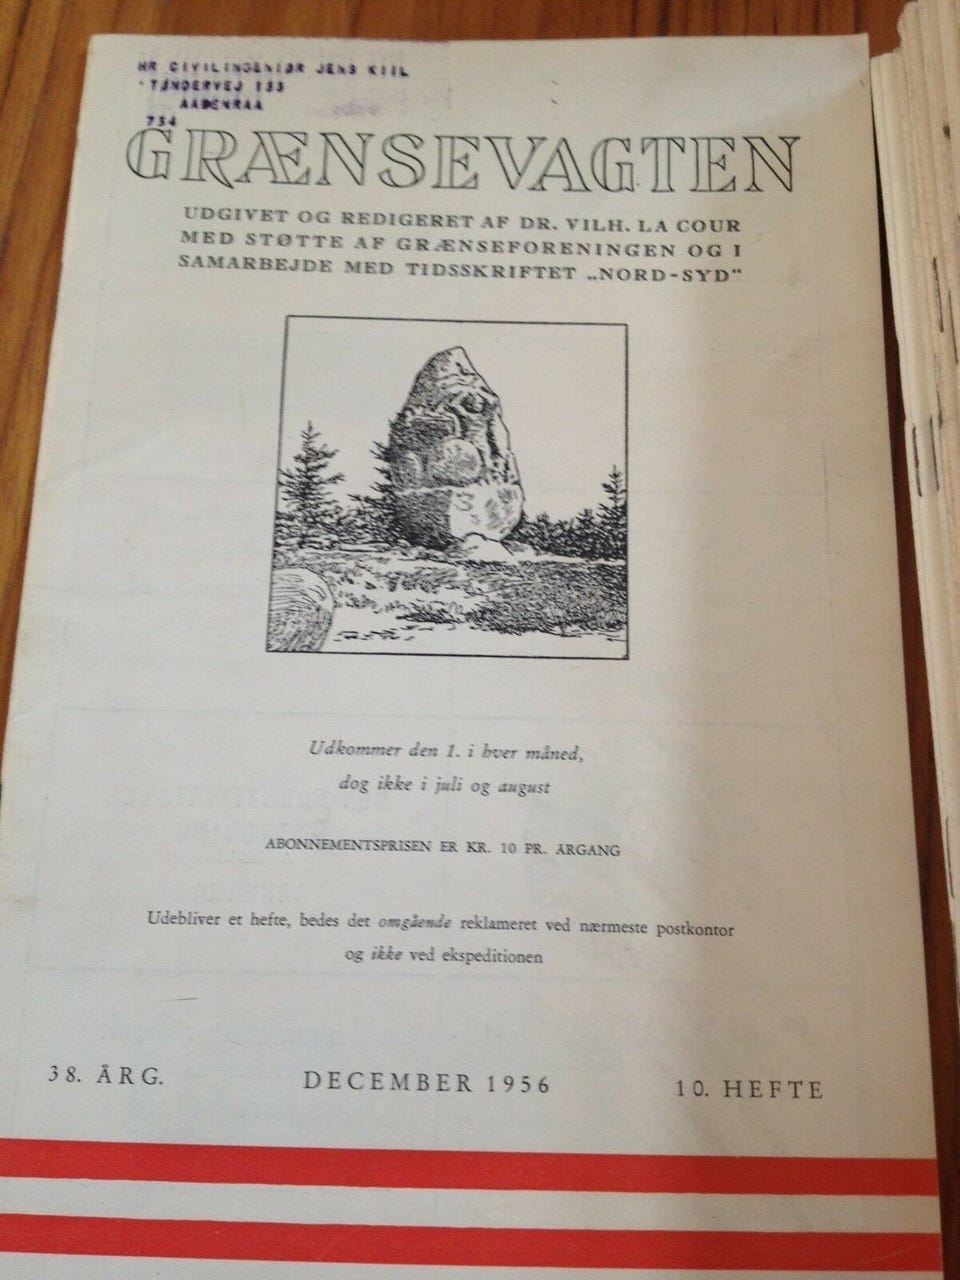 HR CIVILINGENIØR JENS KIIL
TØNDERVEJ 133
AADENRAA
734
GRÆNSEVAGTEN
UDGIVET OG REDIGERET AF DR. VILH. LA COUR
MED STØTTE AF GRÆNSEFORENINGEN OG I
SAMARBEJDE MED TIDSSKRIFTET „NORD-SYD“
Udkommer den 1. i hver måned,
dog ikke i juli og august
ABONNEMENTSPRISEN ER KR. 10 PR. ARGANG
Udebliver et hefte, bedes det omgående reklameret ved nærmeste postkontor
og ikke ved ekspeditionen
38. ÅRG.
DECEMBER 1956
10. HEFTE